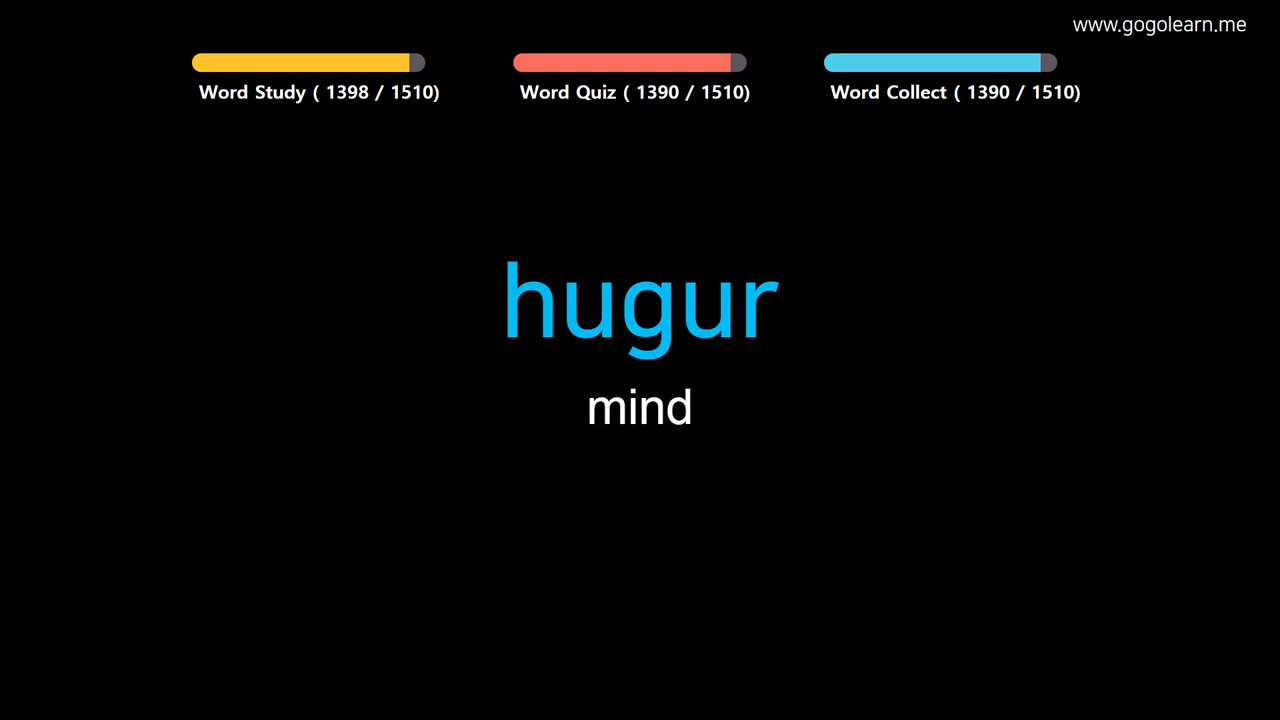 www.gogolearn.me
Word Study ( 1398 / 1510)
Word Quiz ( 1390 / 1510)
Word Collect ( 1390 / 1510)
hugur
mind